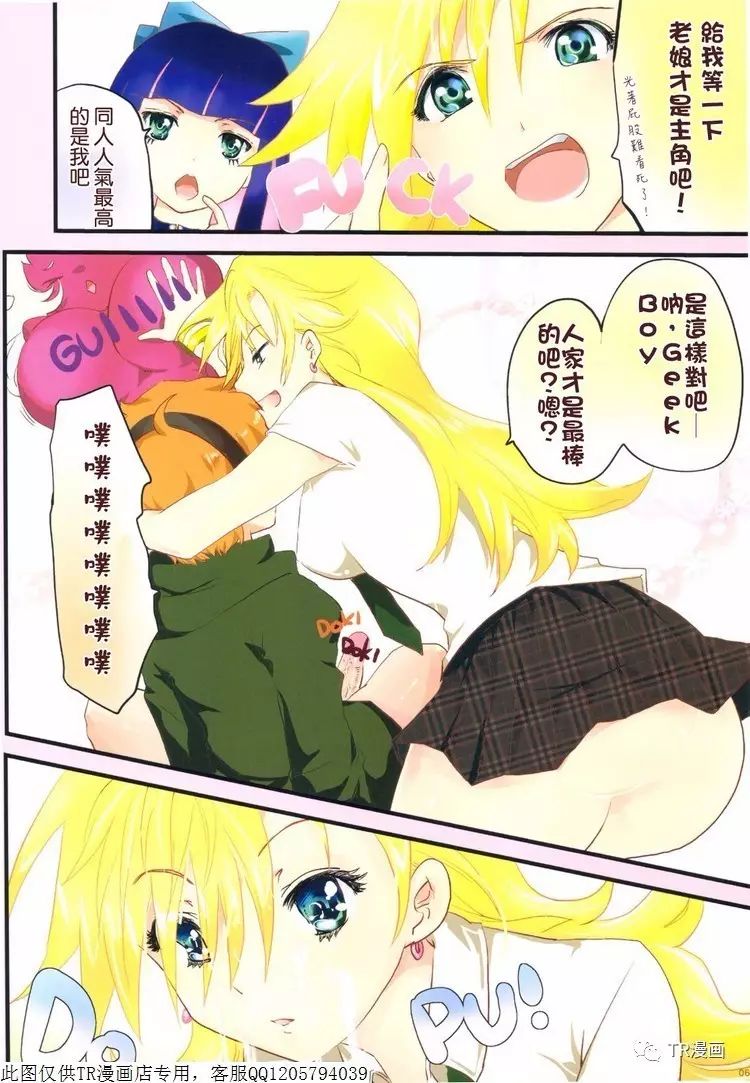 給我等一下
老娘才是主角吧！
光著屁股難看死了！
同人人氣最高
的是我吧
FUCK
是這樣對吧—
吶，Geek
Boy
人家才是最棒
的吧？嗯？
GUIIIIII
噗噗噗噗噗噗噗噗
DoKi
DoKI
Do
PU!
TR漫画
此图仅供TR漫画店专用，客服QQ1205794039
06